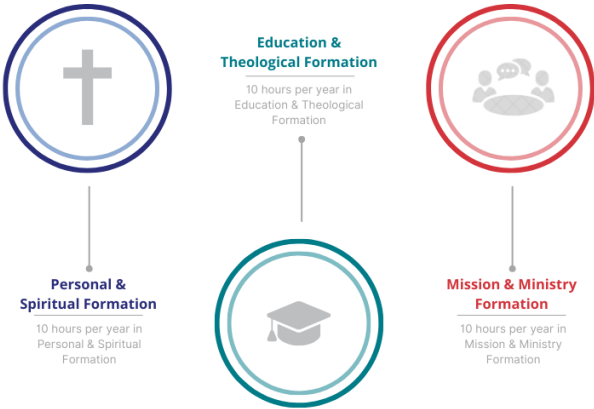 Education &
Theological Formation
10 hours per year in
Education & Theological
Formation
Personal &
Spiritual Formation
10 hours per year in
Personal & Spiritual
Formation
Mission & Ministry
Formation
10 hours per year in
Mission & Ministry
Formation